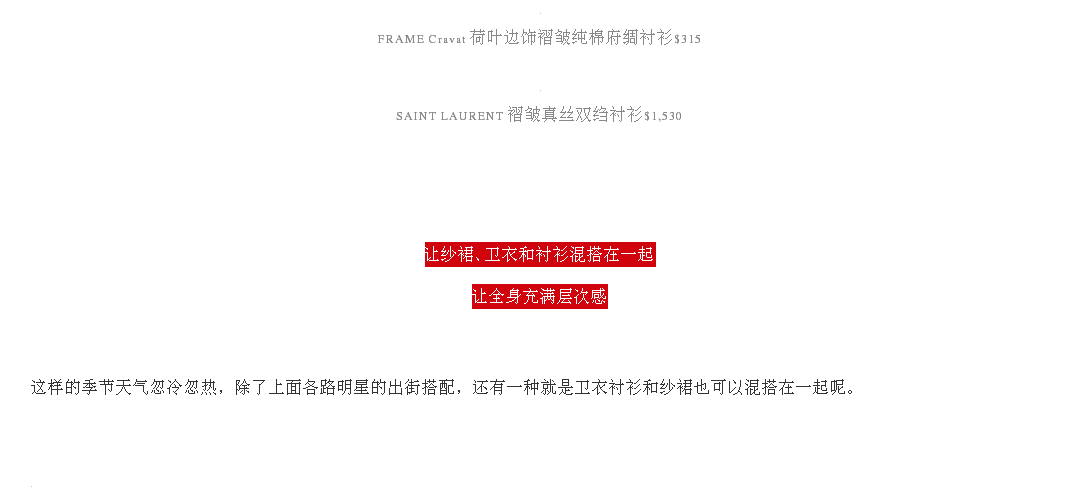 FRAME Cravat 荷叶边饰褶皱纯棉府绸衬衫$315
SAINT LAURENT 褶皱真丝双绉衬衫$1,530
让纱裙、卫衣和衬衫混搭在一起
让全身充满层次感
这样的季节天气忽冷忽热，除了上面各路明星的出街搭配，还有一种就是卫衣衬衫和纱裙也可以混搭在一起呢。